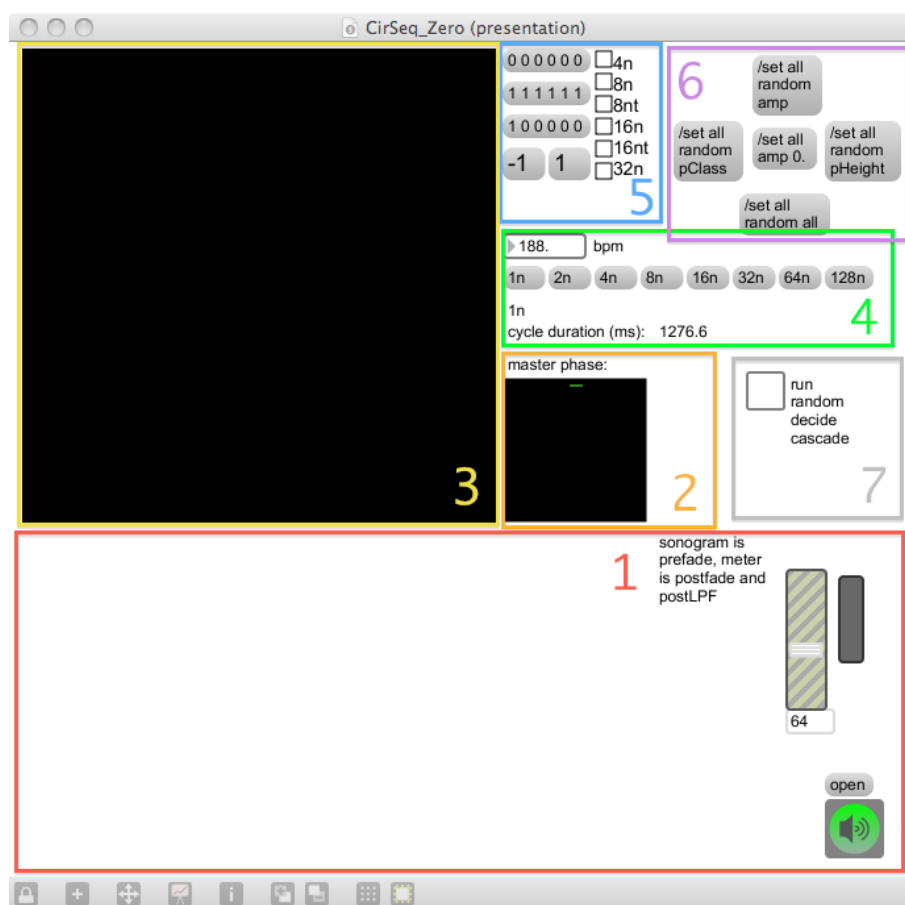 CirSeq_Zero (presentation)
0 0 0 0 0 0
1 1 1 1 1 1
1 0 0 0 0 0
-1 1
4n
8n
8nt
16n
16nt
32n
5
6
/set all
random
amp
/set all
random
pClass
/set all
amp 0.
/set all
random
pHeight
/set all
random all
188. bpm
1n 2n 4n 8n 16n 32n 64n 128n
1n
cycle duration (ms): 1276.6
4
master phase:
2
3
run
random
decide
cascade
7
1
sonogram is
prefade, meter
is postfade and
postLPF
64
open